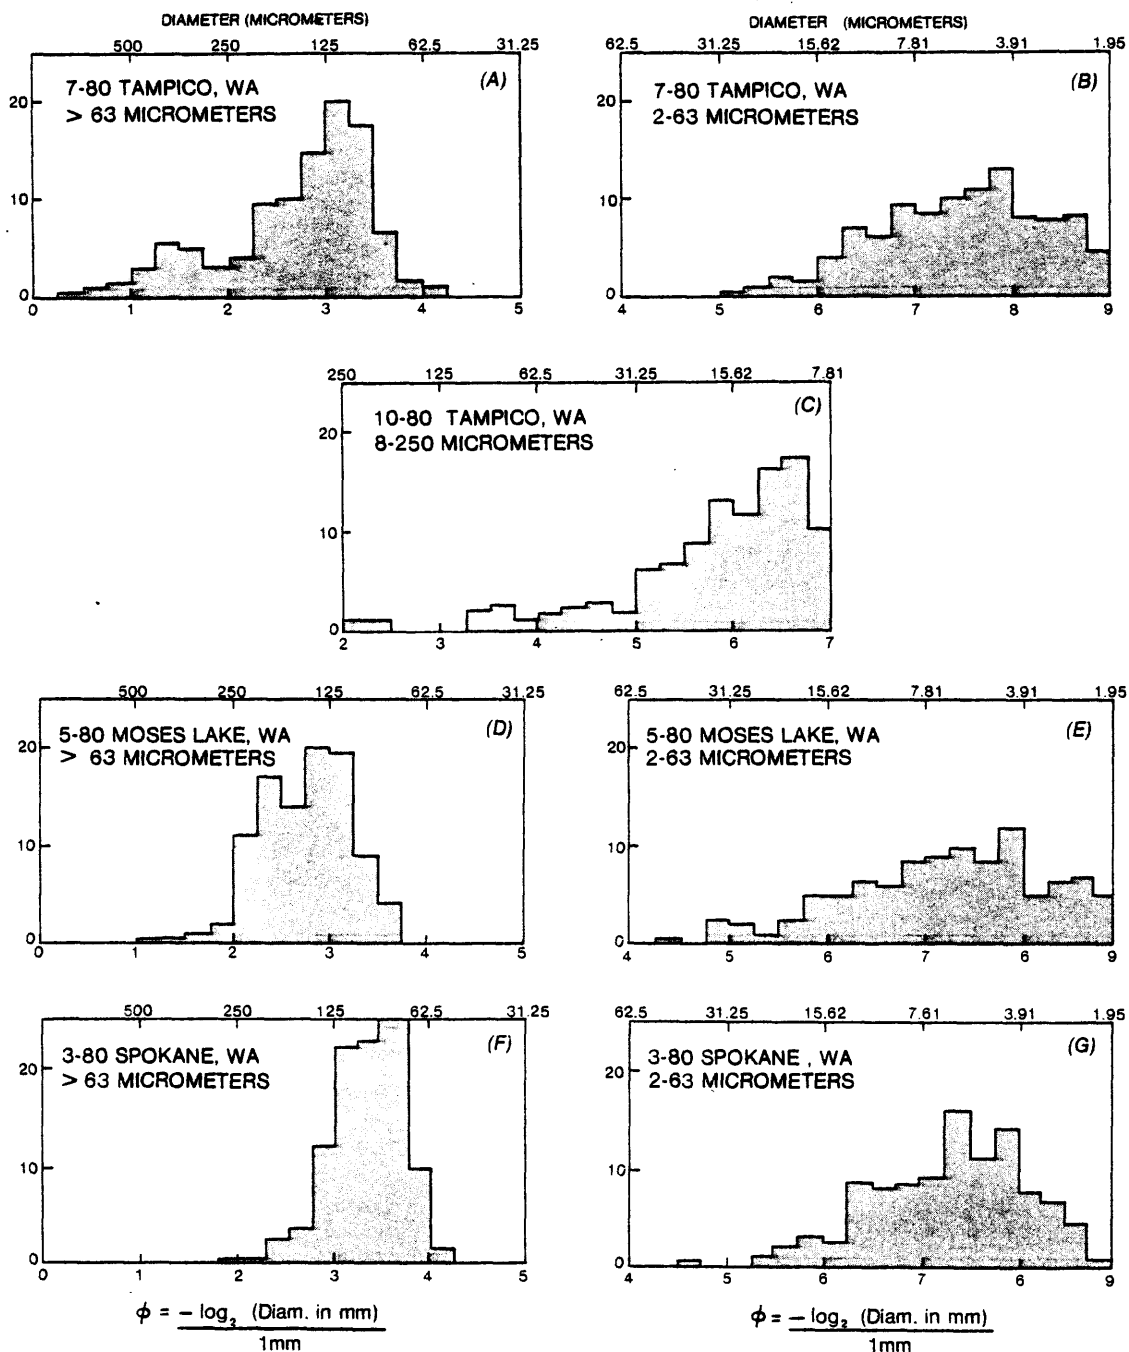 DIAMETER (MICROMETERS)
500 250 125 62.5 31.25
(A)
7-80 TAMPICO, WA
> 63 MICROMETERS
20
10
0
0 1 2 3 4 5
DIAMETER (MICROMETERS)
62.5 31.25 15.62 7.81 3.91 1.95
(B)
7-80 TAMPICO, WA
2-63 MICROMETERS
20
10
0
4 5 6 7 8 9
250 125 62.5 31.25 15.62 7.81
(C)
10-80 TAMPICO, WA
8-250 MICROMETERS
20
10
0
2 3 4 5 6 7
500 250 125 62.5 31.25
(D)
5-80 MOSES LAKE, WA
> 63 MICROMETERS
20
10
0
0 1 2 3 4 5
62.5 31.25 15.62 7.81 3.91 1.95
(E)
5-80 MOSES LAKE, WA
2-63 MICROMETERS
20
10
0
4 5 6 7 6 9
500 250 125 62.5 31.25
(F)
3-80 SPOKANE, WA
> 63 MICROMETERS
20
10
0
0 1 2 3 4 5
62.5 31.25 15.62 7.61 3.91 1.95
(G)
3-80 SPOKANE , WA
2-63 MICROMETERS
20
10
0
4 5 6 7 6 9
ϕ = − log₂ (Diam. in mm)
1mm
ϕ = − log₂ (Diam. in mm)
1mm